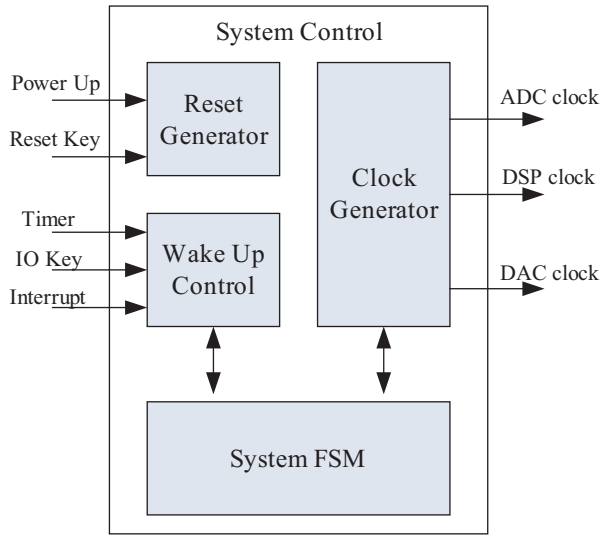 System Control
Power Up
Reset Key
Reset
Generator
Timer
IO Key
Interrupt
Wake Up
Control
Clock
Generator
ADC clock
DSP clock
DAC clock
System FSM